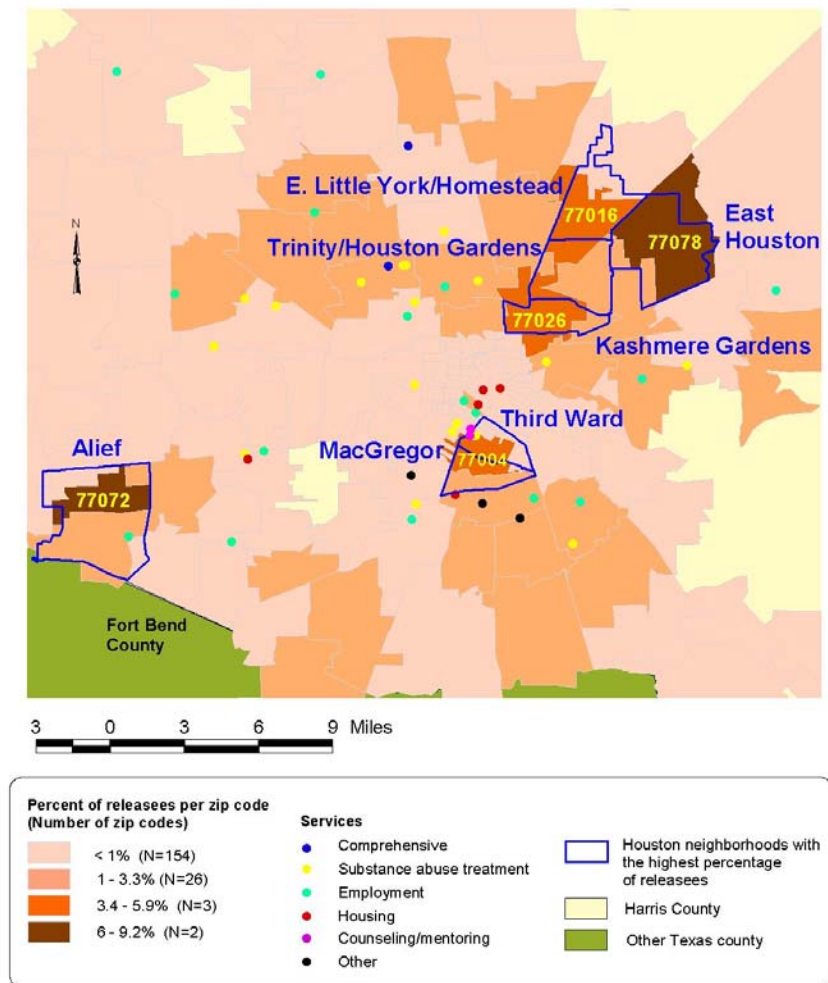 E. Little York/Homestead
77016
East
Houston
77078
Trinity/Houston Gardens
N
77026
Kashmere Gardens
Third Ward
MacGregor
77004
Alief
77072
Fort Bend
County
3 0 3 6 9 Miles
Percent of releasees per zip code
(Number of zip codes)
< 1% (N=154)
1 - 3.3% (N=26)
3.4 - 5.9% (N=3)
6 - 9.2% (N=2)
Services
Comprehensive
Substance abuse treatment
Employment
Housing
Counseling/mentoring
Other
Houston neighborhoods with
the highest percentage
of releasees
Harris County
Other Texas county